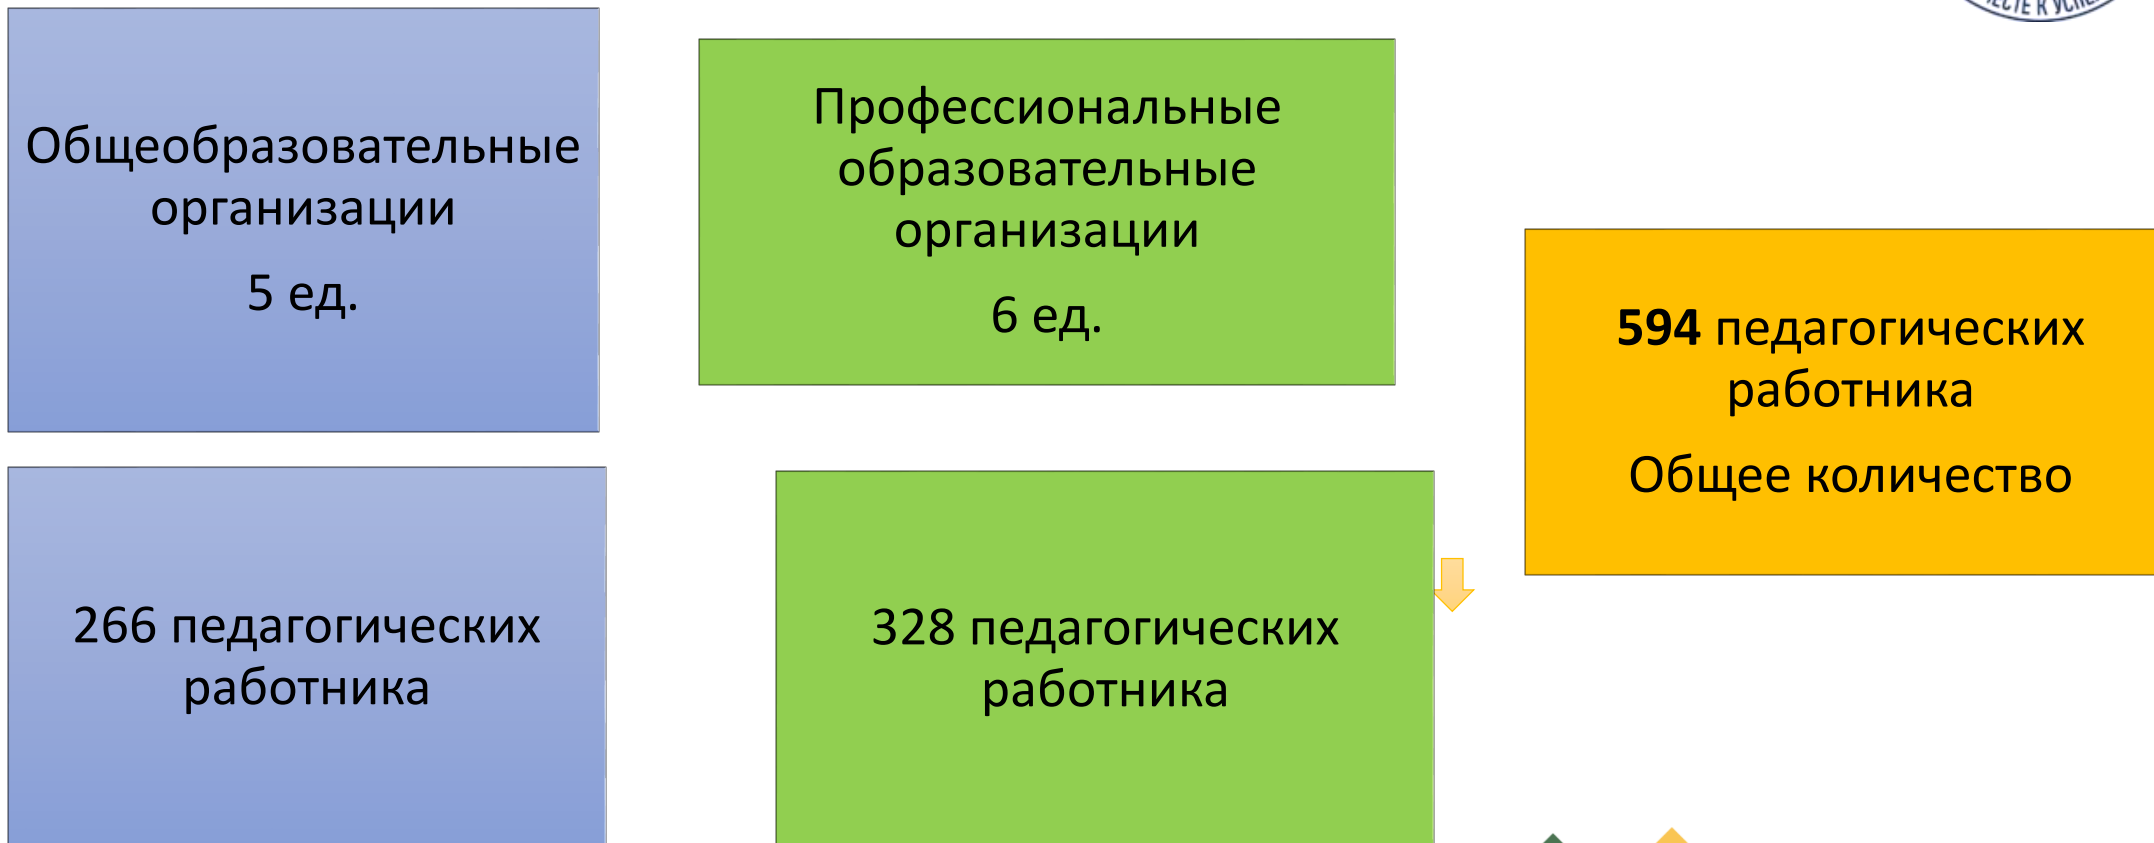 Общеобразовательные
организации
5 ед.
Профессиональные
образовательные
организации
6 ед.
594 педагогических
работника
Общее количество
266 педагогических
работника
328 педагогических
работника